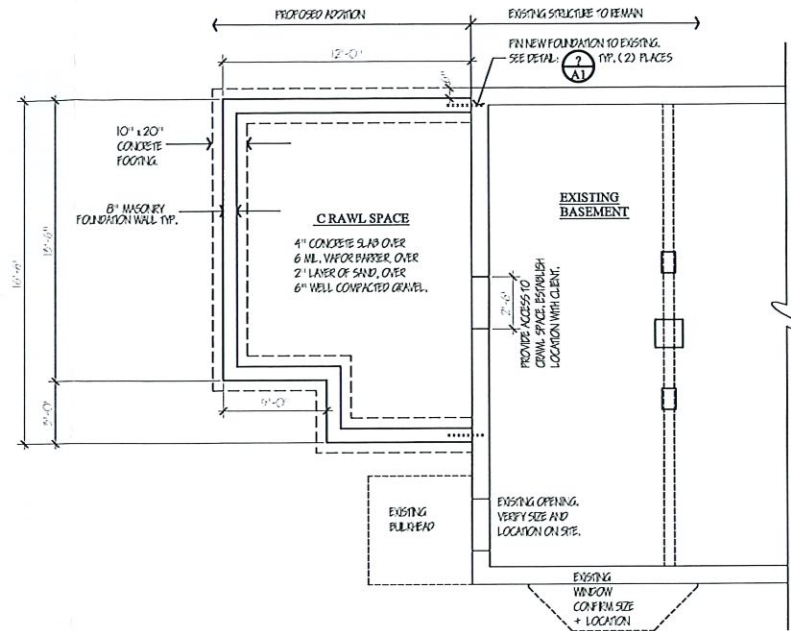 PROPOSED ADDITION
EXISTING STRUCTURE TO REMAIN
12'-0"
PIN NEW FOUNDATION TO EXISTING.
SEE DETAIL: 7 TYP. (2) PLACES
A1
10" x 20"
CONCRETE
FOOTING.
8" MASONRY
FOUNDATION WALL TYP.
CRAWL SPACE
4" CONCRETE SLAB OVER
6 MIL. VAPOR BARRIER, OVER
2" LAYER OF SAND, OVER
6" WELL COMPACTED GRAVEL.
EXISTING
BASEMENT
2'-6"
PROVIDE ACCESS TO
CRAWL SPACE. ESTABLISH
LOCATION WITH CLIENT.
16'-6"
13'-6"
3'-0"
EXISTING
BULKHEAD
EXISTING OPENING.
VERIFY SIZE AND
LOCATION ON SITE.
EXISTING
WINDOW
CONFIRM SIZE
+ LOCATION